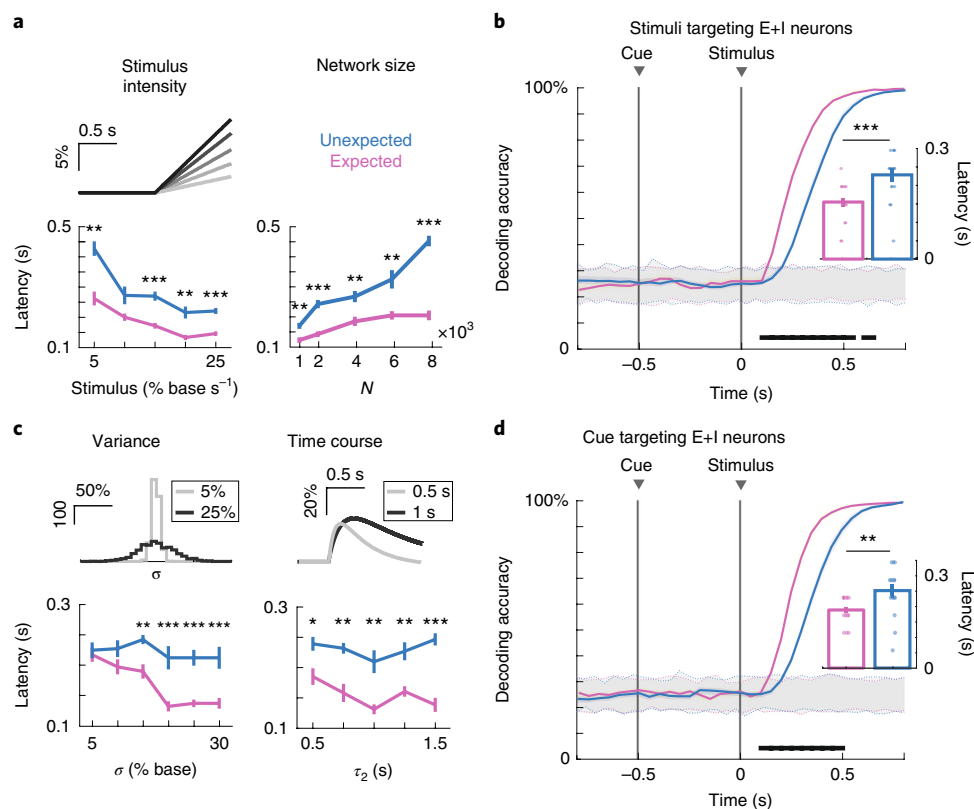 a
Stimulus
intensity
Network size
0.5 s
5%
Unexpected
Expected
0.5
**
***
**
***
Latency (s)
0.1
5
25
Stimulus (% base s⁻¹)
0.5
**
***
**
**
***
0.1
×10³
1
2
4
6
8
N
b
Stimuli targeting E+I neurons
Cue
Stimulus
100%
Decoding accuracy
0
–0.5
0
0.5
Time (s)
***
0.3
0
Latency (s)
c
Variance
Time course
50%
100
5%
25%
σ
0.5 s
20%
0.5 s
1 s
0.3
**
***
***
***
Latency (s)
0.1
5
30
σ (% base)
0.3
*
**
**
**
***
0.1
0.5
1.5
τ₂ (s)
d
Cue targeting E+I neurons
Cue
Stimulus
100%
Decoding accuracy
0
–0.5
0
0.5
Time (s)
**
0.3
0
Latency (s)